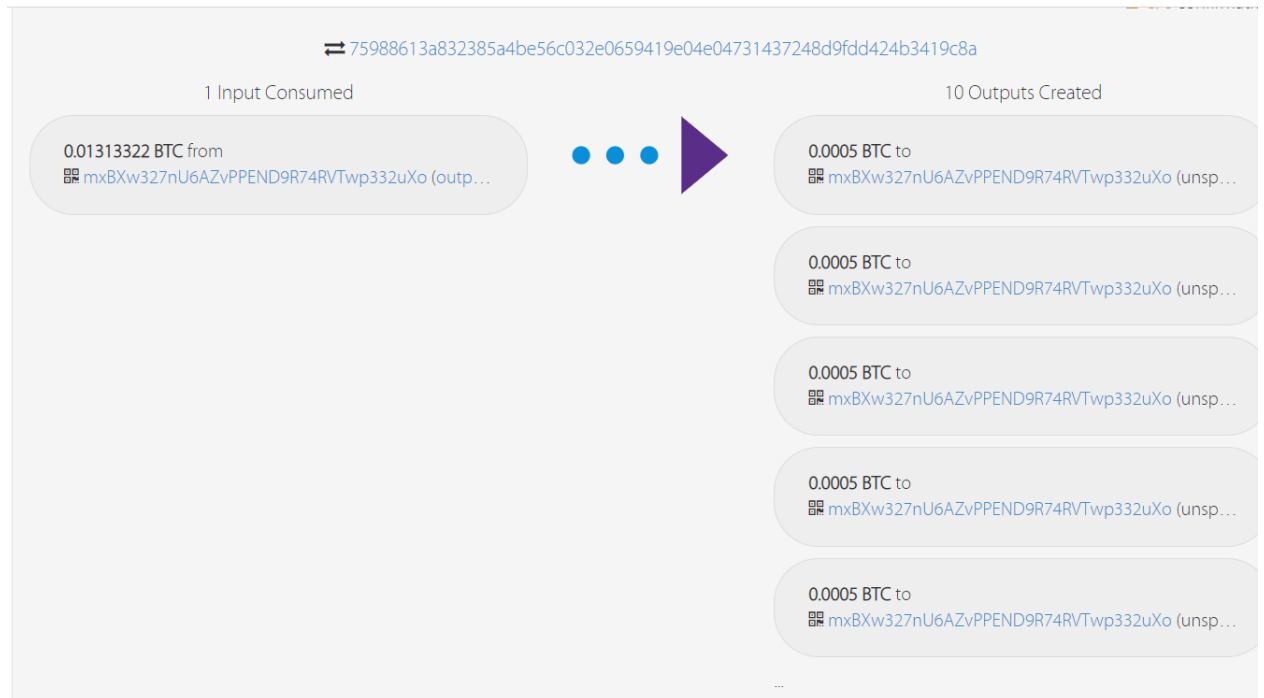 75988613a832385a4be56c032e0659419e04e04731437248d9fdd424b3419c8a
1 Input Consumed
10 Outputs Created
0.01313322 BTC from
mxBXw327nU6AZvPPEND9R74RVTwp332uXo (outp...
0.0005 BTC to
mxBXw327nU6AZvPPEND9R74RVTwp332uXo (unsp...
0.0005 BTC to
mxBXw327nU6AZvPPEND9R74RVTwp332uXo (unsp...
0.0005 BTC to
mxBXw327nU6AZvPPEND9R74RVTwp332uXo (unsp...
0.0005 BTC to
mxBXw327nU6AZvPPEND9R74RVTwp332uXo (unsp...
0.0005 BTC to
mxBXw327nU6AZvPPEND9R74RVTwp332uXo (unsp...
...